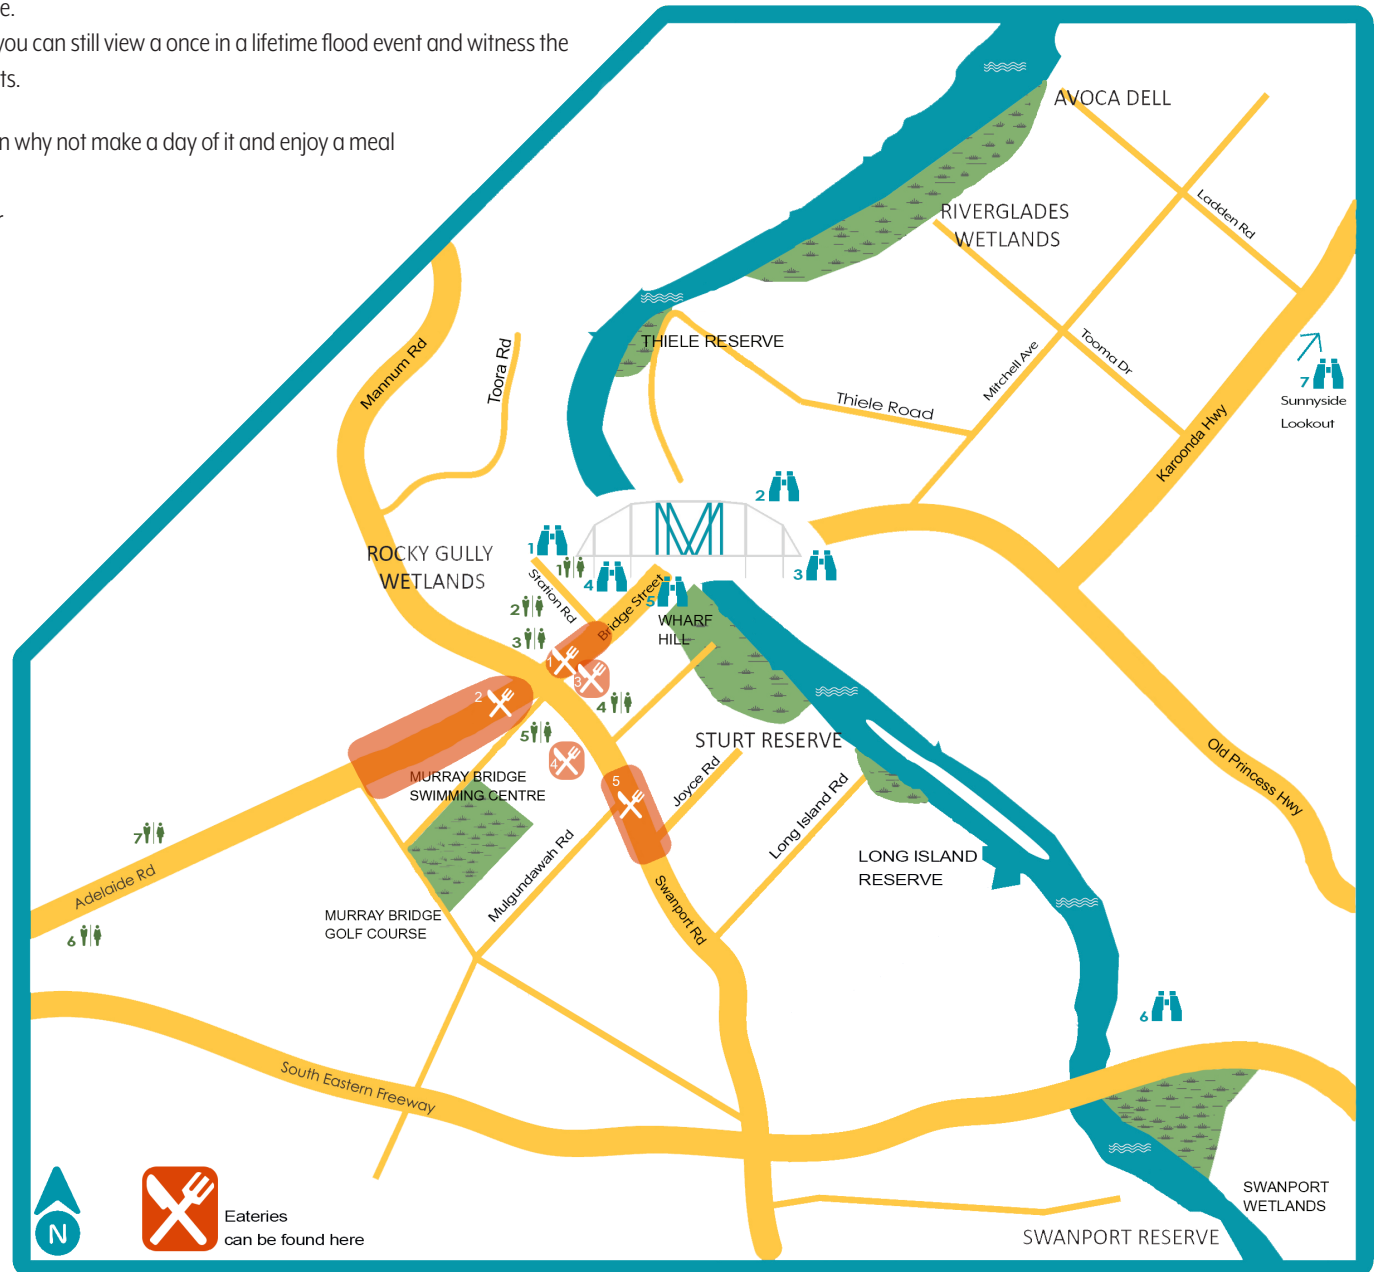 e.
you can still view a once in a lifetime flood event and witness the
ts.
n why not make a day of it and enjoy a meal
r
AVOCA DELL
RIVERGLADES
WETLANDS
Ladden Rd
THIELE RESERVE
Mannum Rd
Toora Rd
Thiele Road
Mitchell Ave
Tooma Dr
7
Sunnyside
Lookout
Karoonda Hwy
2
1
ROCKY GULLY
WETLANDS
1
4
3
5
Station Rd
Bridge Street
2
3
WHARF
HILL
1
3
2
4
5
4
STURT RESERVE
5
Joyce Rd
Long Island Rd
Old Princess Hwy
MURRAY BRIDGE
SWIMMING CENTRE
7
Adelaide Rd
6
MURRAY BRIDGE
GOLF COURSE
Mulgundawah Rd
Swanport Rd
LONG ISLAND
RESERVE
6
South Eastern Freeway
SWANPORT
WETLANDS
SWANPORT RESERVE
N
Eateries
can be found here